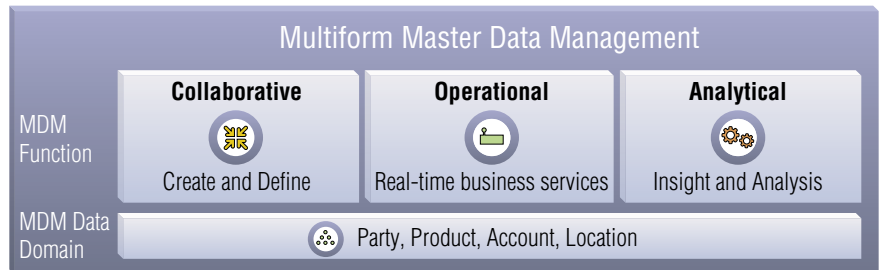 Multiform Master Data Management
MDM
Function
Collaborative
Create and Define
Operational
Real-time business services
Analytical
Insight and Analysis
MDM Data
Domain
Party, Product, Account, Location